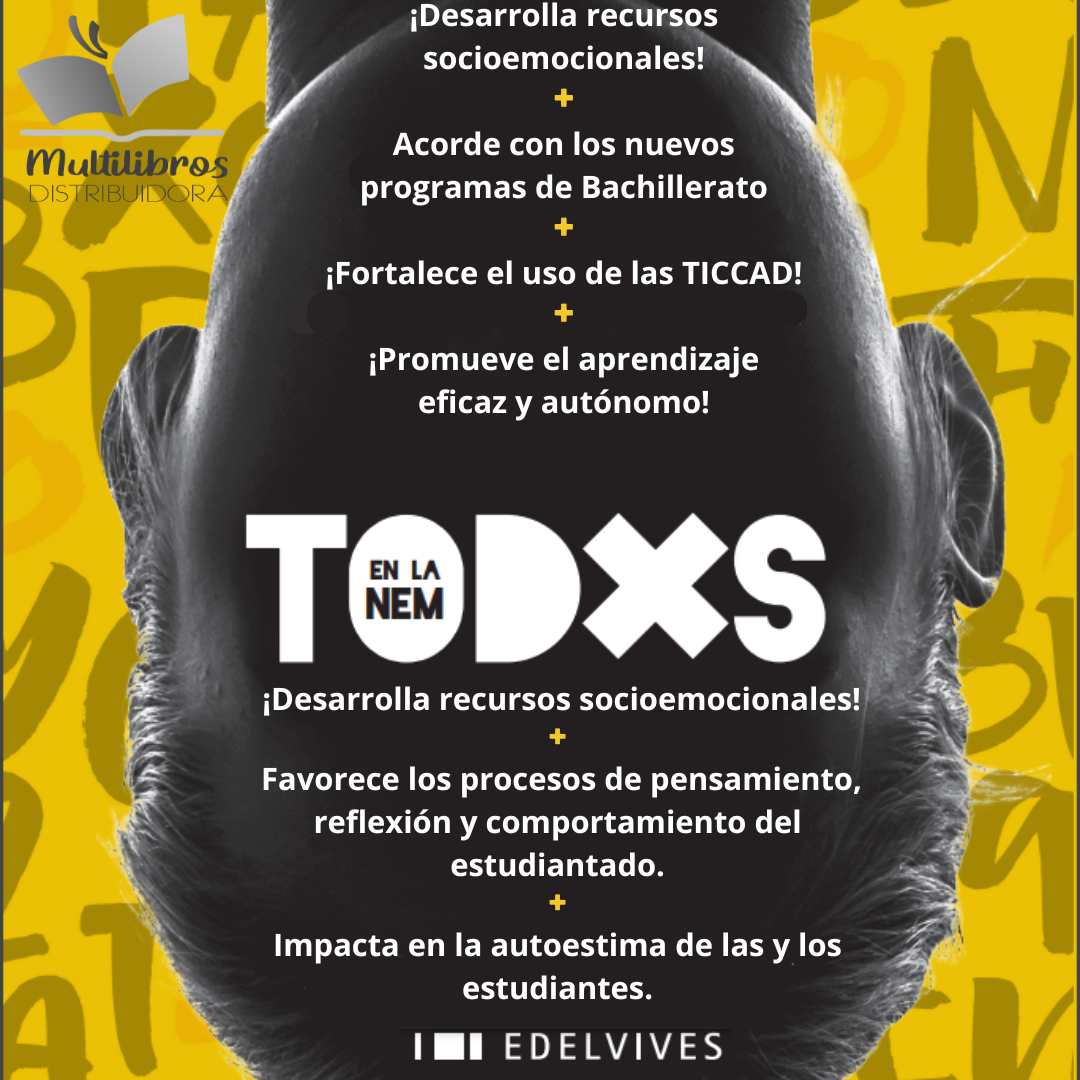 ¡Desarrolla recursos
socioemocionales!
+
Multilibros
DISTRIBUIDORA
Acorde con los nuevos
programas de Bachillerato
+
¡Fortalece el uso de las TICCAD!
+
¡Promueve el aprendizaje
eficaz y autónomo!
TODXS
EN LA
NEM
¡Desarrolla recursos socioemocionales!
+
Favorece los procesos de pensamiento,
reflexión y comportamiento del
estudiantado.
+
Impacta en la autoestima de las y los
estudiantes.
EDELVIVES